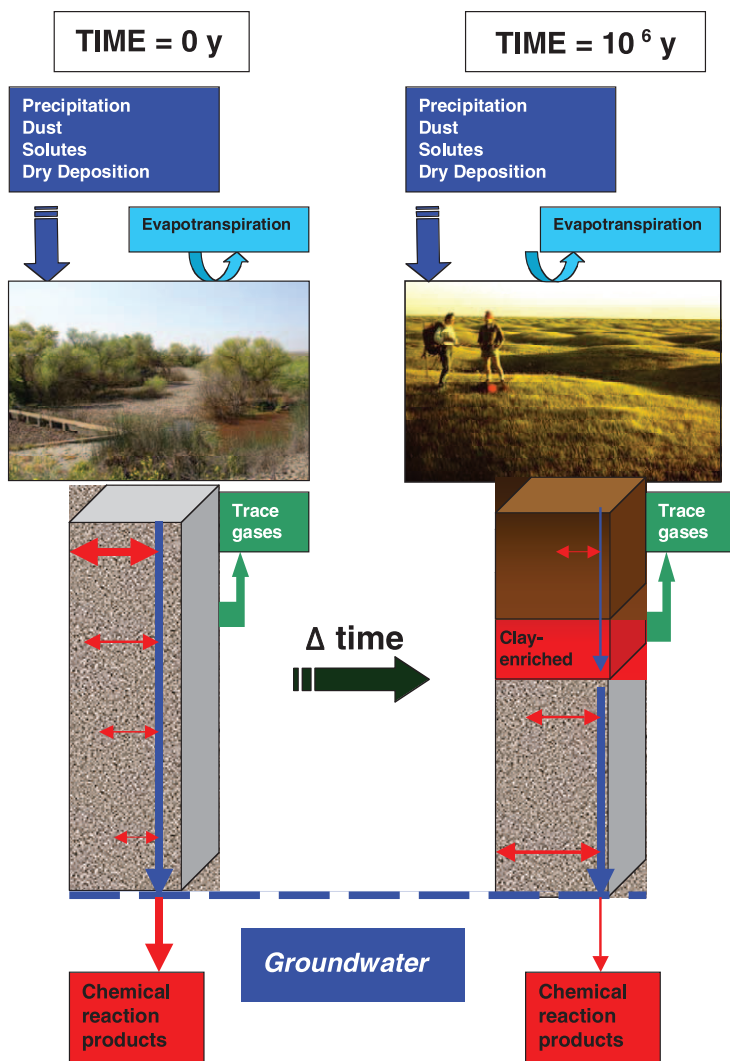 TIME = 0 y
TIME = 10 6 y
Precipitation
Dust
Solutes
Dry Deposition
Precipitation
Dust
Solutes
Dry Deposition
Evapotranspiration
Evapotranspiration
Trace
gases
Trace
gases
Δ time
Clay-
enriched
Groundwater
Chemical
reaction
products
Chemical
reaction
products